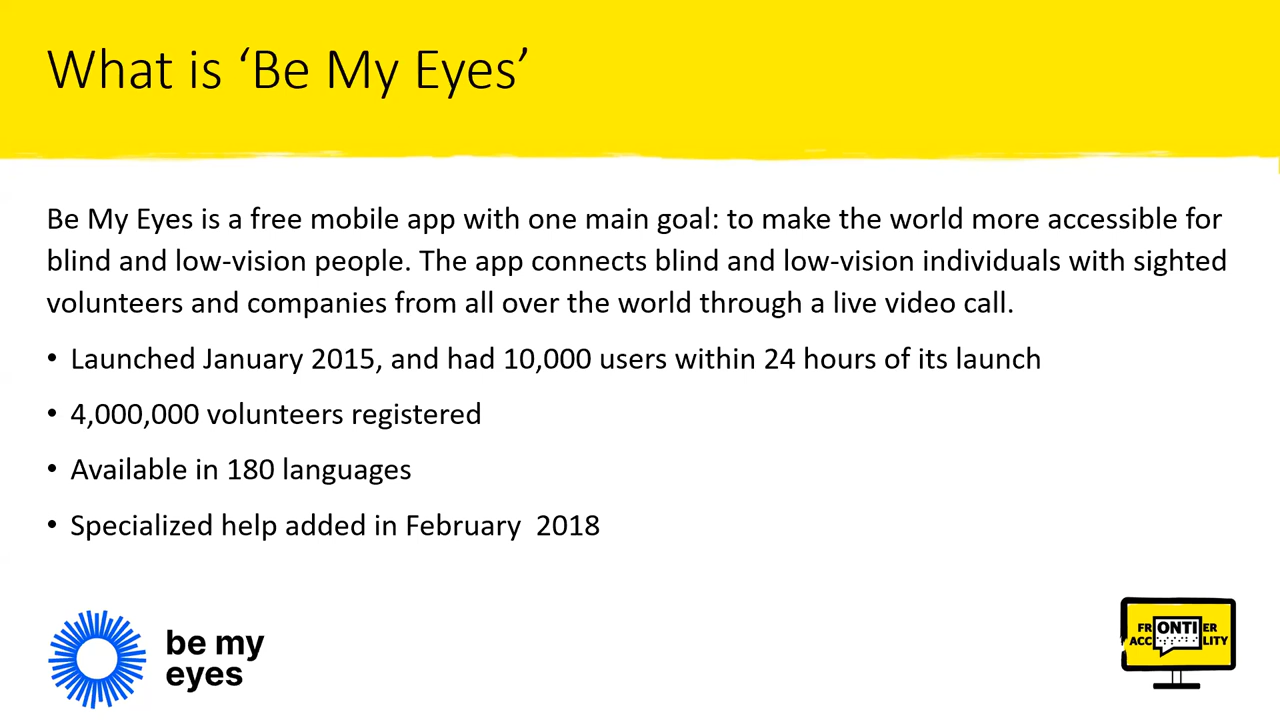 What is ‘Be My Eyes’
Be My Eyes is a free mobile app with one main goal: to make the world more accessible for
blind and low-vision people. The app connects blind and low-vision individuals with sighted
volunteers and companies from all over the world through a live video call.
• Launched January 2015, and had 10,000 users within 24 hours of its launch
• 4,000,000 volunteers registered
• Available in 180 languages
• Specialized help added in February  2018
be my
eyes
FRONTIER
ACC LITY